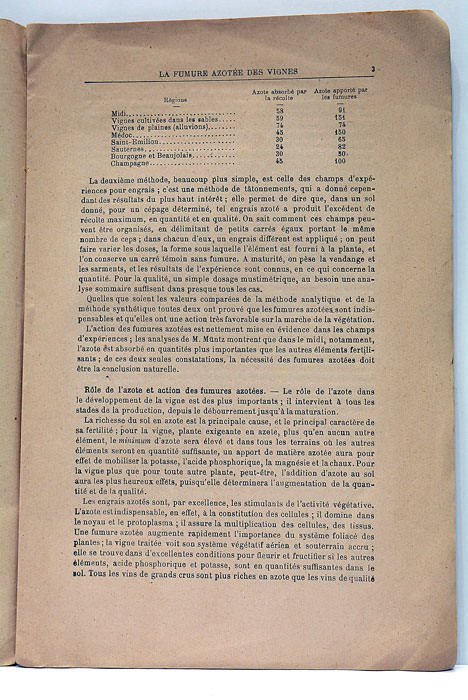 LA FUMURE AZOTÉE DES VIGNES 3
Régions Azote absorbé par la récolte Azote apporté par les fumures
Midi 58 91
Vignes cultivées dans les sables 59 151
Vignes de plaines (alluvions) 74 74
Médoc 45 150
Saint-Emilion 30 65
Sauternes 24 82
Bourgogne et Beaujolais 30 50
Champagne 45 100
La deuxième méthode, beaucoup plus simple, est celle des champs d'expé-
riences pour engrais ; c'est une méthode de tâtonnements, qui a donné cepen-
dant des résultats du plus haut intérêt ; elle permet de dire que, dans un sol
donné, pour un cépage déterminé, tel engrais azoté a produit l'excédent de
récolte maximum, en quantité et en qualité. On sait comment ces champs peu-
vent être organisés, en délimitant de petits carrés égaux portant le même
nombre de ceps ; dans chacun d'eux, un engrais différent est appliqué ; on peut
faire varier les doses, la forme sous laquelle l'élément est fourni à la plante, et
l'on conserve un carré témoin sans fumure. A maturité, on pèse la vendange et
les sarments, et les résultats de l'expérience sont connus, en ce qui concerne la
quantité. Pour la qualité, un simple dosage mustimétrique, au besoin une ana-
lyse sommaire suffisent dans presque tous les cas.
Quelles que soient les valeurs comparées de la méthode analytique et de la
méthode synthétique toutes deux ont prouvé que les fumures azotées sont indis-
pensables et qu'elles ont une action très favorable sur la marche de la végétation.
L'action des fumures azotées est nettement mise en évidence dans les champs
d'expériences ; les analyses de M. Müntz montrent que dans le midi, notamment,
l'azote est absorbé en quantités plus importantes que les autres éléments fertili-
sants ; de ces deux seules constatations, la nécessité des fumures azotées doit
être la conclusion naturelle.
Rôle de l'azote et action des fumures azotées. — Le rôle de l'azote dans
le développement de la vigne est des plus importants ; il intervient à tous les
stades de la production, depuis le débourrement jusqu'à la maturation.
La richesse du sol en azote est la principale cause, et le principal caractère de
sa fertilité ; pour la vigne, plante exigeante en azote, plus qu'en aucun autre
élément, le minimum d'azote sera élevé et dans tous les terrains où les autres
éléments seront en quantité suffisante, un apport de matière azotée aura pour
effet de mobiliser la potasse, l'acide phosphorique, la magnésie et la chaux. Pour
la vigne plus que pour toute autre plante, peut-être, l'addition d'azote au sol
aura les plus heureux effets, puisqu'elle déterminera l'augmentation de la quan-
tité et de la qualité.
Les engrais azotés sont, par excellence, les stimulants de l'activité végétative.
L'azote est indispensable, en effet, à la constitution des cellules ; il domine dans
le noyau et le protoplasma ; il assure la multiplication des cellules, des tissus.
Une fumure azotée augmente rapidement l'importance du système foliacé des
plantes ; la vigne traitée voit son système végétatif aérien et souterrain accru ;
elle se trouve dans d'excellentes conditions pour fleurir et fructifier si les autres
éléments, acide phosphorique et potasse, sont en quantités suffisantes dans le
sol. Tous les vins de grands crus sont plus riches en azote que les vins de qualité